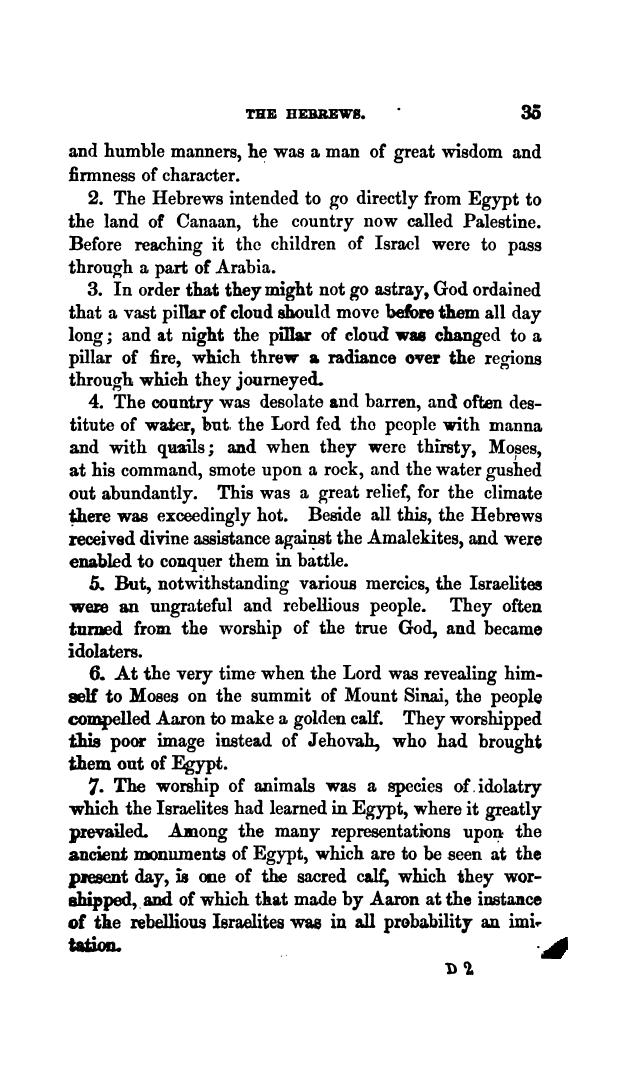 THE HEBREWS. 35
and humble manners, he was a man of great wisdom and
firmness of character.
2. The Hebrews intended to go directly from Egypt to
the land of Canaan, the country now called Palestine.
Before reaching it the children of Israel were to pass
through a part of Arabia.
3. In order that they might not go astray, God ordained
that a vast pillar of cloud should move before them all day
long; and at night the pillar of cloud was changed to a
pillar of fire, which threw a radiance over the regions
through which they journeyed.
4. The country was desolate and barren, and often des-
titute of water, but the Lord fed the people with manna
and with quails; and when they were thirsty, Moses,
at his command, smote upon a rock, and the water gushed
out abundantly. This was a great relief, for the climate
there was exceedingly hot. Beside all this, the Hebrews
received divine assistance against the Amalekites, and were
enabled to conquer them in battle.
5. But, notwithstanding various mercies, the Israelites
were an ungrateful and rebellious people. They often
turned from the worship of the true God, and became
idolaters.
6. At the very time when the Lord was revealing him-
self to Moses on the summit of Mount Sinai, the people
compelled Aaron to make a golden calf. They worshipped
this poor image instead of Jehovah, who had brought
them out of Egypt.
7. The worship of animals was a species of idolatry
which the Israelites had learned in Egypt, where it greatly
prevailed. Among the many representations upon the
ancient monuments of Egypt, which are to be seen at the
present day, is one of the sacred calf, which they wor-
shipped, and of which that made by Aaron at the instance
of the rebellious Israelites was in all probability an imi-
tation.
D 2